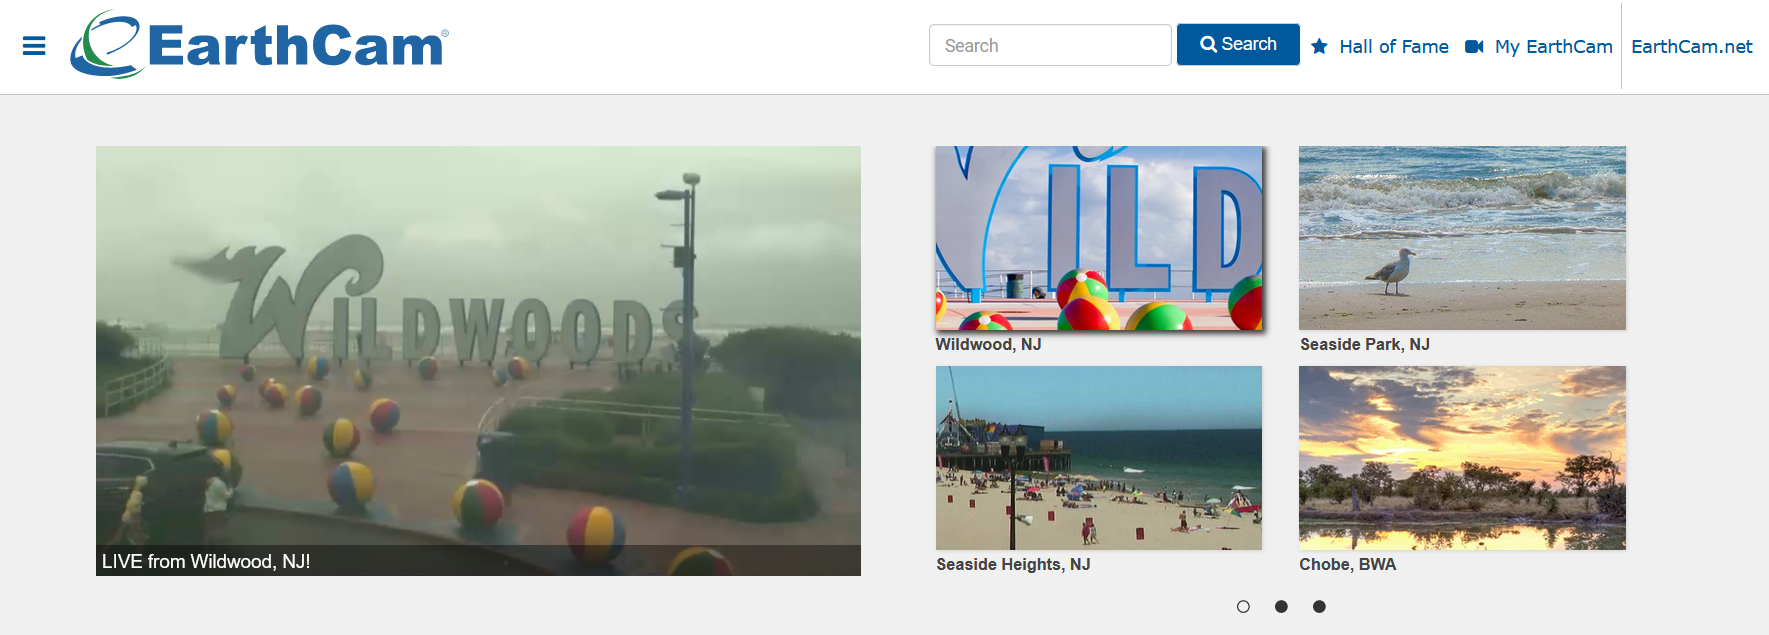 EarthCam®
Search
Search
Hall of Fame
My EarthCam
EarthCam.net
WILDWOODS
LIVE from Wildwood, NJ!
WILD
Wildwood, NJ
Seaside Park, NJ
Seaside Heights, NJ
Chobe, BWA